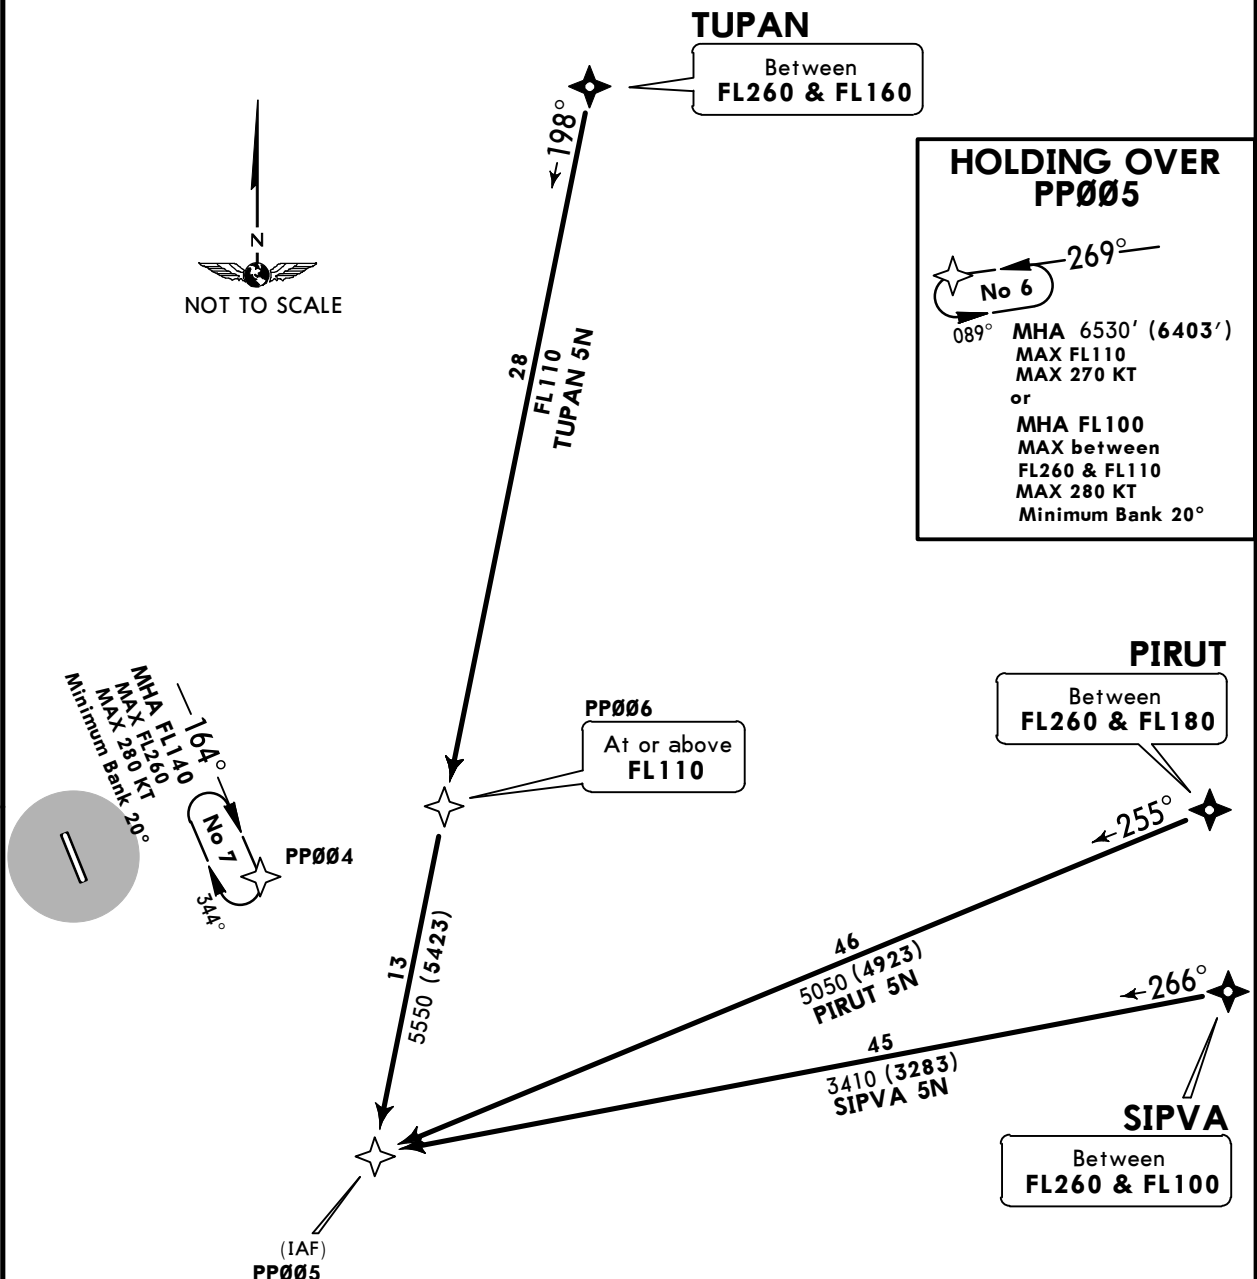 TUPAN
Between
FL260 & FL160
198°
N
NOT TO SCALE
HOLDING OVER
PPØØ5
269°
No 6
089°
MHA 6530' (6403')
MAX FL110
MAX 270 KT
or
MHA FL100
MAX between
FL260 & FL110
MAX 280 KT
Minimum Bank 20°
28
FL110
TUPAN 5N
PIRUT
Between
FL260 & FL180
255°
164°
MHA FL140
MAX FL260
MAX 280 KT
Minimum Bank 20°
No 7
344°
PPØØ4
PPØØ6
At or above
FL110
13
5550 (5423)
46
5050 (4923)
PIRUT 5N
266°
45
3410 (3283)
SIPVA 5N
SIPVA
Between
FL260 & FL100
(IAF)
PPØØ5